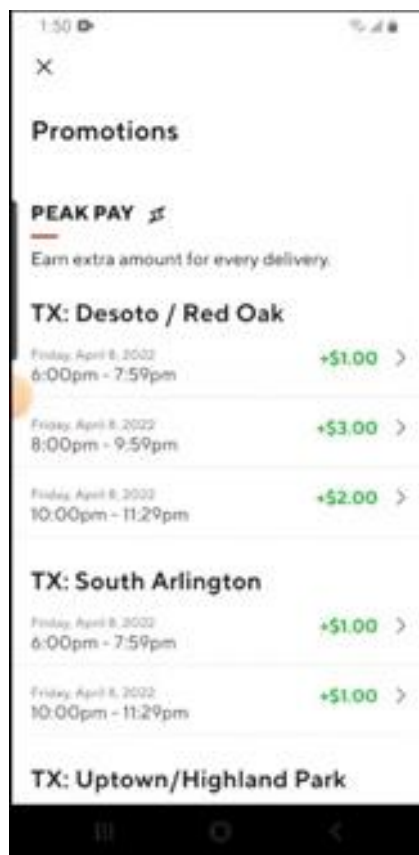 1:50
Promotions
PEAK PAY
Earn extra amount for every delivery.
TX: Desoto / Red Oak
Friday, April 8, 2022
6:00pm - 7:59pm
+$1.00
Friday, April 8, 2022
8:00pm - 9:59pm
+$3.00
Friday, April 8, 2022
10:00pm - 11:29pm
+$2.00
TX: South Arlington
Friday, April 8, 2022
6:00pm - 7:59pm
+$1.00
Friday, April 8, 2022
10:00pm - 11:29pm
+$1.00
TX: Uptown/Highland Park